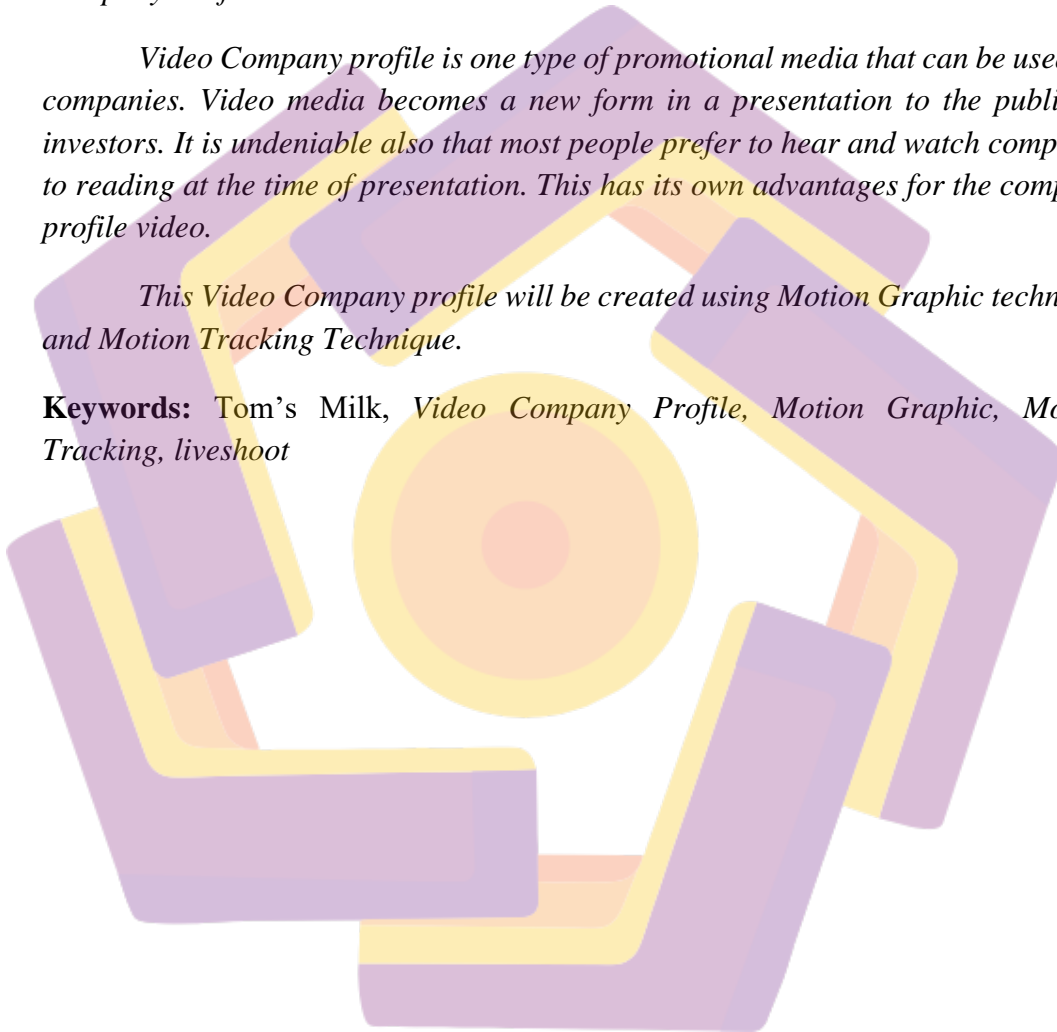 Video Company profile is one type of promotional media that can be used
companies. Video media becomes a new form in a presentation to the publi
investors. It is undeniable also that most people prefer to hear and watch comp
to reading at the time of presentation. This has its own advantages for the comp
profile video.
This Video Company profile will be created using Motion Graphic techn
and Motion Tracking Technique.
Keywords: Tom's Milk, Video Company Profile, Motion Graphic, Mo
Tracking, liveshoot